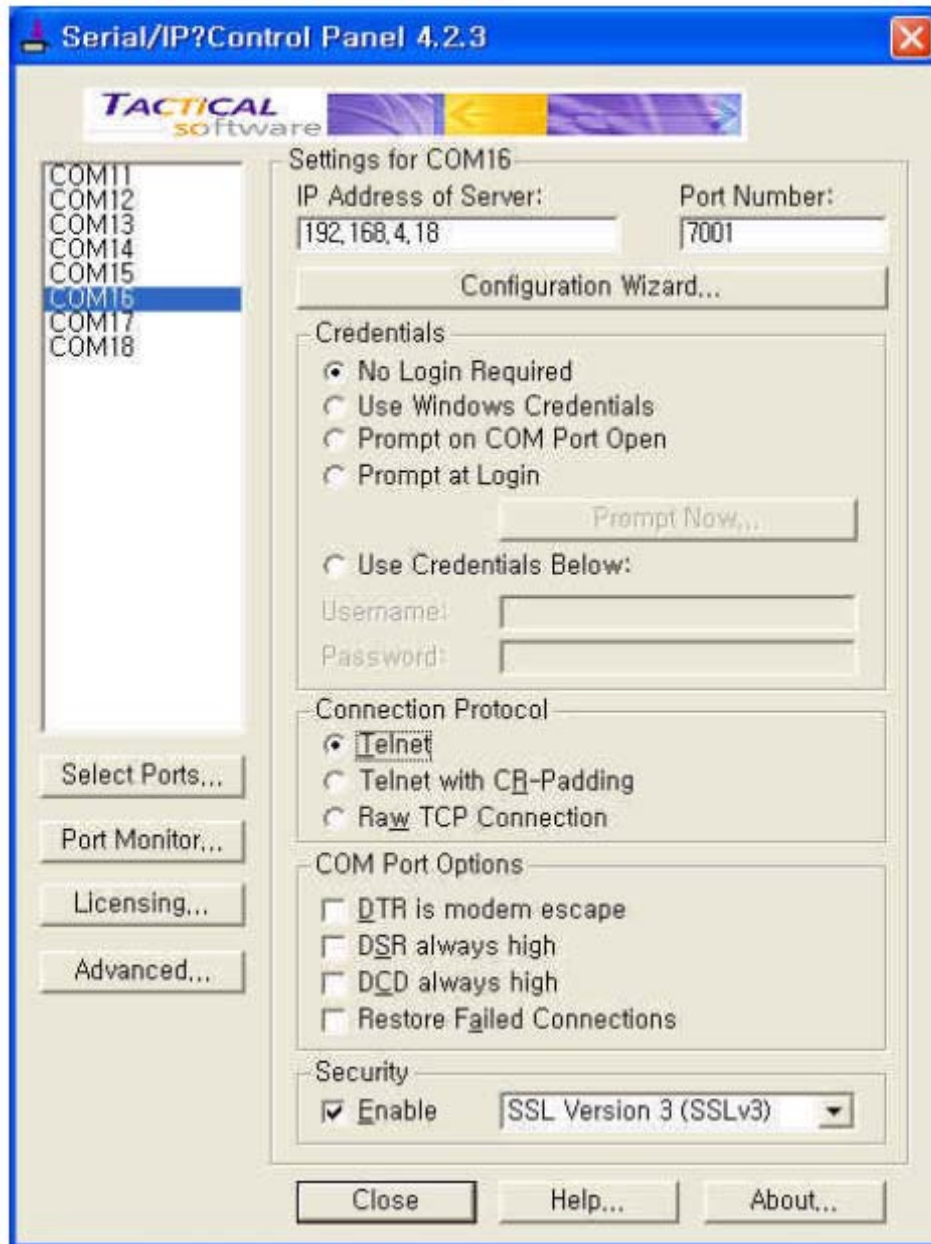 Serial/IP?Control Panel 4.2.3
TACTICAL
software
COM11
COM12
COM13
COM14
COM15
COM16
COM17
COM18
Select Ports...
Port Monitor...
Licensing...
Advanced...
Settings for COM16
IP Address of Server:
Port Number:
192.168.4.18
7001
Configuration Wizard...
Credentials
No Login Required
Use Windows Credentials
Prompt on COM Port Open
Prompt at Login
Prompt Now...
Use Credentials Below:
Username:
Password:
Connection Protocol
Telnet
Telnet with CR-Padding
Raw TCP Connection
COM Port Options
DTR is modem escape
DSR always high
DCD always high
Restore Failed Connections
Security
Enable
SSL Version 3 (SSLv3)
Close
Help...
About...